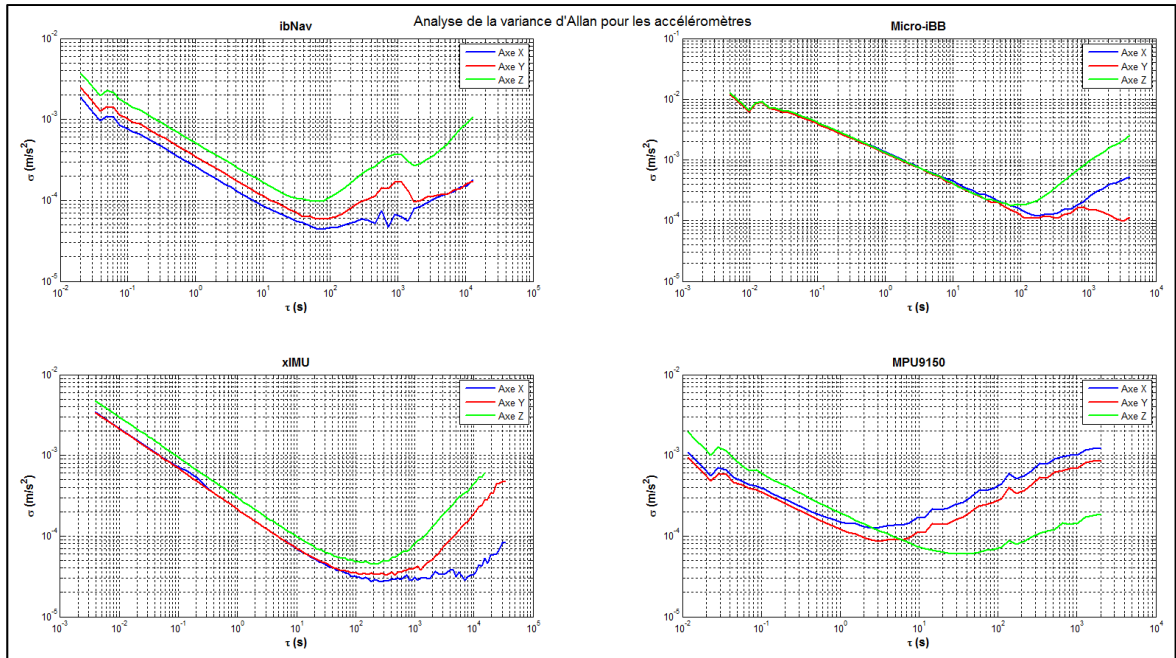 Analyse de la variance d'Allan pour les accéléromètres
ibNav
σ (m/s²)
10⁻²
10⁻³
10⁻⁴
10⁻⁵
10⁻² 10⁻¹ 10⁰ 10¹ 10² 10³ 10⁴ 10⁵
τ (s)
Axe X
Axe Y
Axe Z
Micro-iBB
σ (m/s²)
10⁻¹
10⁻²
10⁻³
10⁻⁴
10⁻⁵
10⁻³ 10⁻² 10⁻¹ 10⁰ 10¹ 10² 10³ 10⁴
τ (s)
Axe X
Axe Y
Axe Z
xIMU
σ (m/s²)
10⁻²
10⁻³
10⁻⁴
10⁻⁵
10⁻³ 10⁻² 10⁻¹ 10⁰ 10¹ 10² 10³ 10⁴ 10⁵
τ (s)
Axe X
Axe Y
Axe Z
MPU9150
σ (m/s²)
10⁻²
10⁻³
10⁻⁴
10⁻⁵
10⁻² 10⁻¹ 10⁰ 10¹ 10² 10³ 10⁴
τ (s)
Axe X
Axe Y
Axe Z